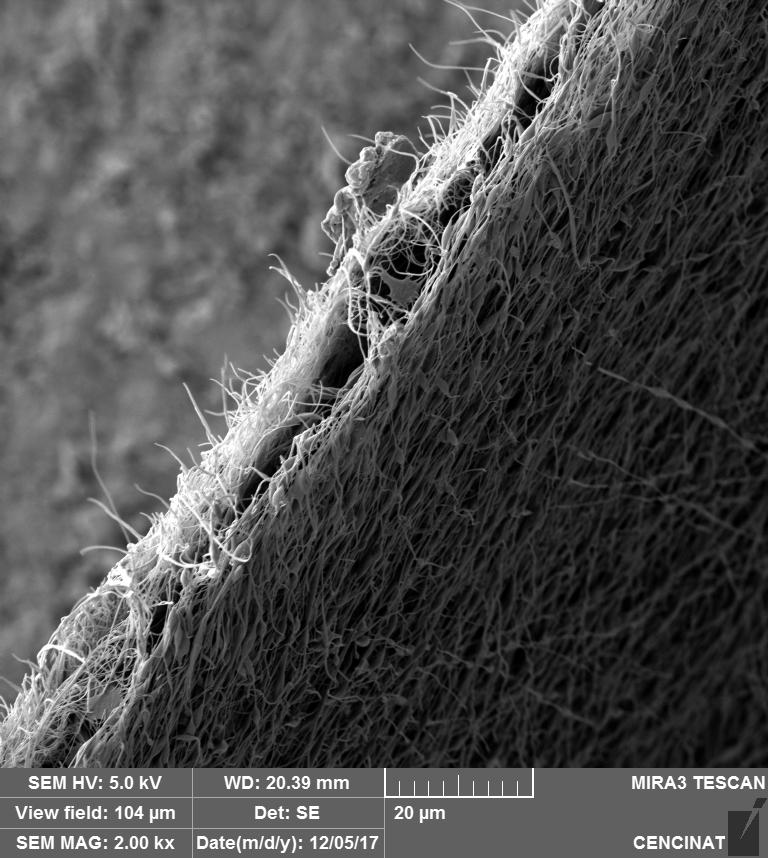 SEM HV: 5.0 kV WD: 20.39 mm MIRA3 TESCAN
View field: 104 µm Det: SE 20 µm
SEM MAG: 2.00 kx Date(m/d/y): 12/05/17 CENCINAT